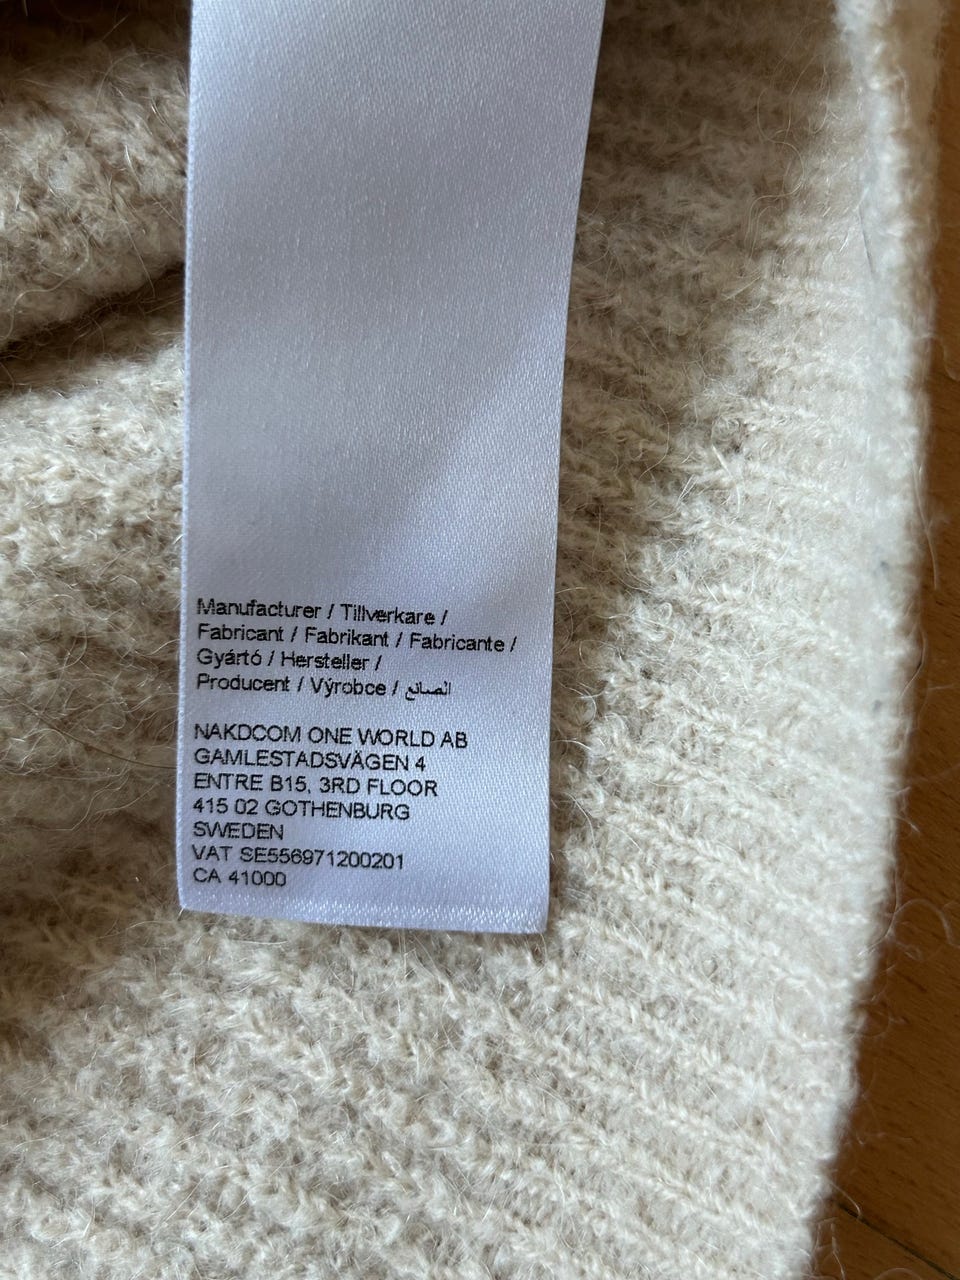 Manufacturer / Tillverkare /
Fabricant / Fabrikant / Fabricante /
Gyártó / Hersteller /
Producent / Výrobce / الصانع
NAKDCOM ONE WORLD AB
GAMLESTADSVÄGEN 4
ENTRE B15, 3RD FLOOR
415 02 GOTHENBURG
SWEDEN
VAT SE556971200201
CA 41000